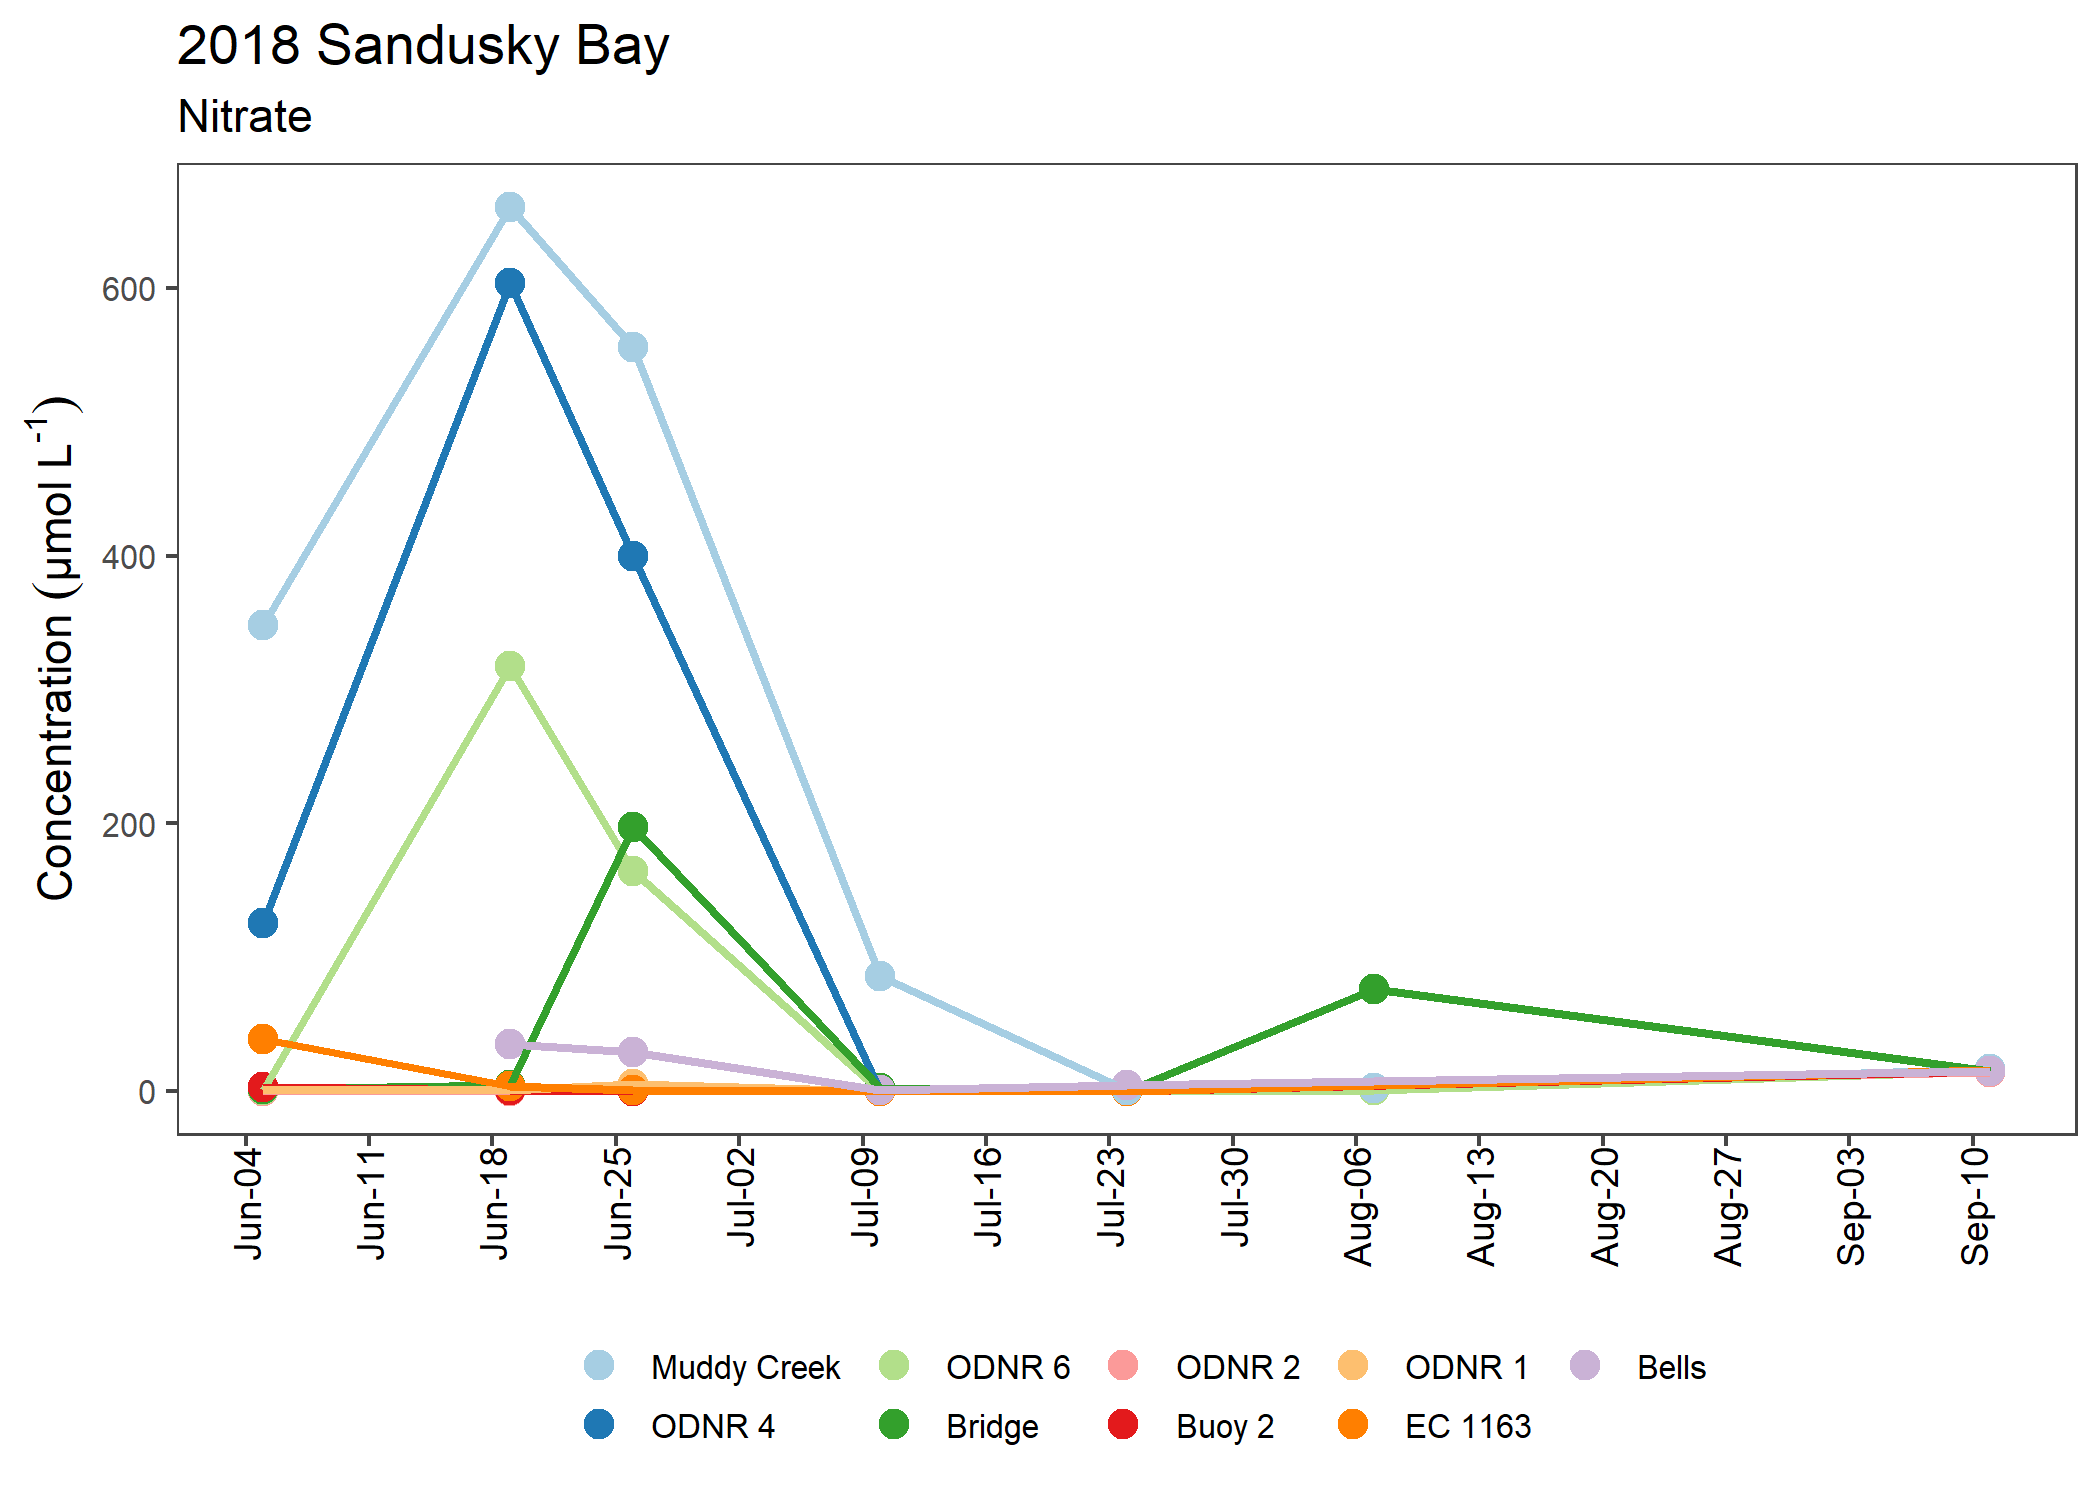 2018 Sandusky Bay
Nitrate
Concentration (µmol L⁻¹)
600
400
200
0
Jun-04
Jun-11
Jun-18
Jun-25
Jul-02
Jul-09
Jul-16
Jul-23
Jul-30
Aug-06
Aug-13
Aug-20
Aug-27
Sep-03
Sep-10
Muddy Creek ODNR 6 ODNR 2 ODNR 1 Bells
ODNR 4 Bridge Buoy 2 EC 1163